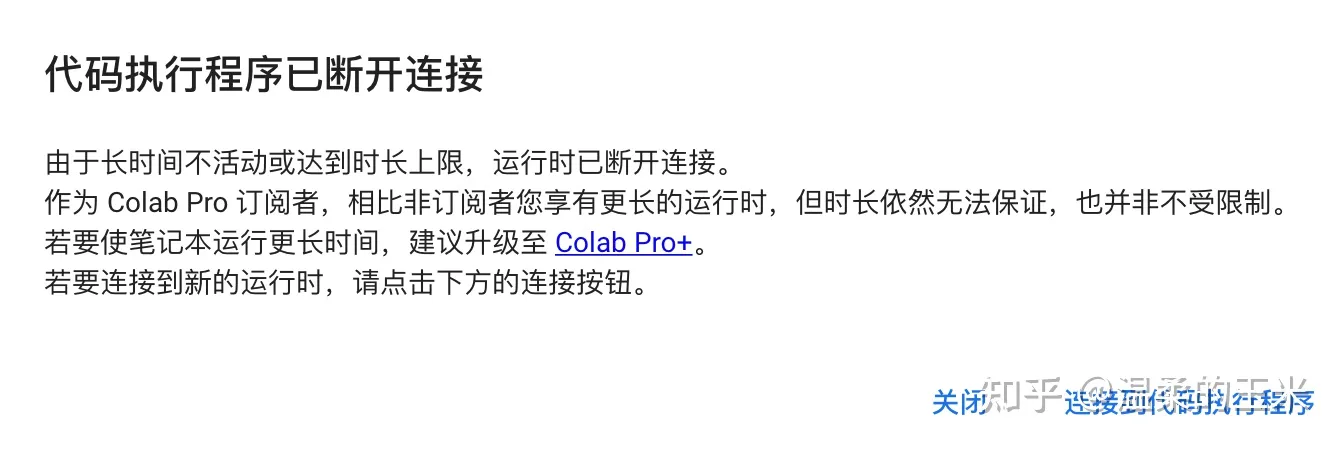 代码执行程序已断开连接
由于长时间不活动或达到时长上限，运行时已断开连接。
作为 Colab Pro 订阅者，相比非订阅者您享有更长的运行时，但时长依然无法保证，也并非不受限制。
若要使笔记本运行更长时间，建议升级至 Colab Pro+。
若要连接到新的运行时，请点击下方的连接按钮。
关闭 连接到代码执行程序
知乎 @温柔的玉米